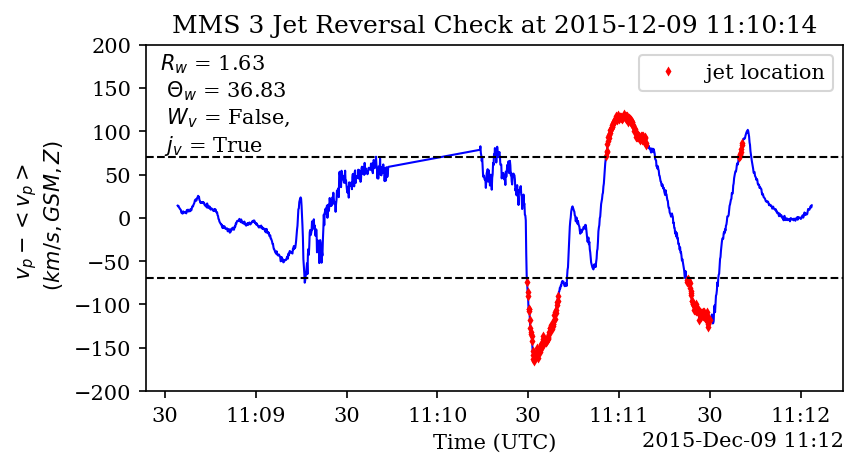 MMS 3 Jet Reversal Check at 2015-12-09 11:10:14
R_w = 1.63
Θ_w = 36.83
W_v = False,
j_v = True
jet location
v_p − < v_p >
(km/s, GSM, Z)
200
150
100
50
0
−50
−100
−150
−200
30 11:09 30 11:10 30 11:11 30 11:12
Time (UTC)
2015-Dec-09 11:12